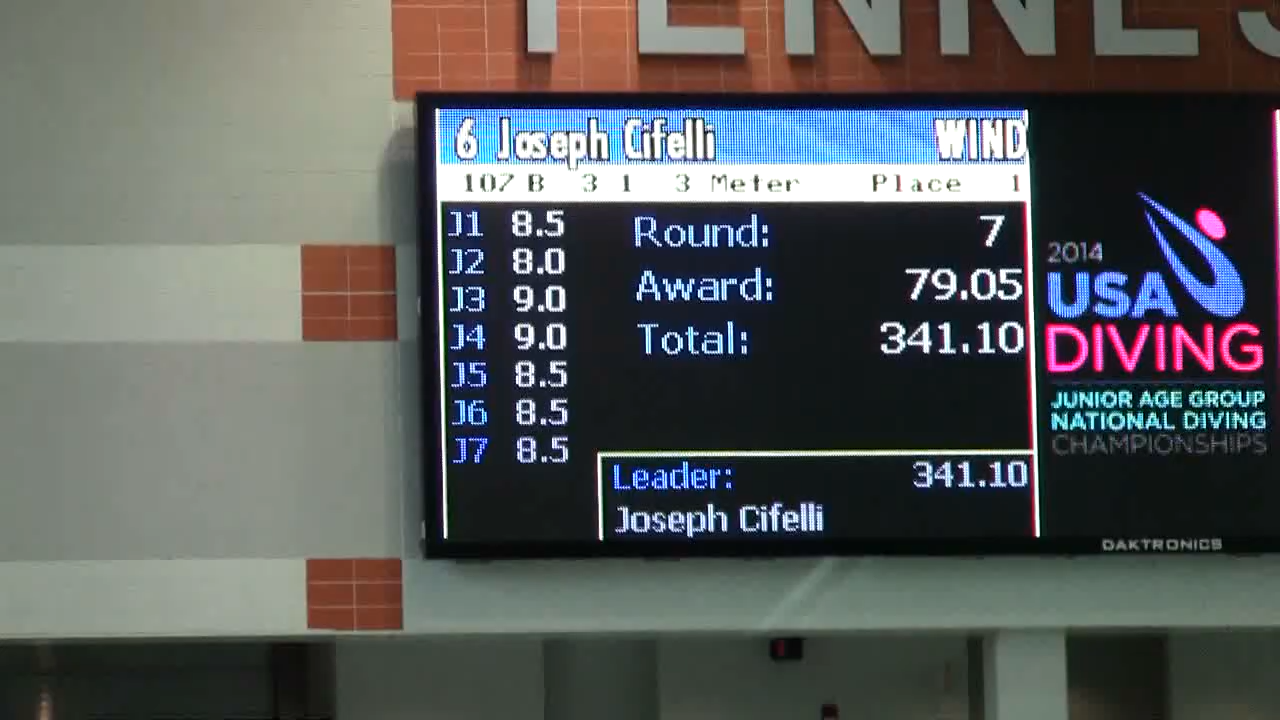 TENNES
6 Joseph Cifelli WIND
107 B 3 1 3 Meter Place 1
J1 8.5 Round: 7
J2 8.0 Award: 79.05
J3 9.0 Total: 341.10
J4 9.0
J5 8.5
J6 8.5
J7 8.5
Leader: 341.10
Joseph Cifelli
2014
USA
DIVING
JUNIOR AGE GROUP
NATIONAL DIVING
CHAMPIONSHIPS
DAKTRONICS